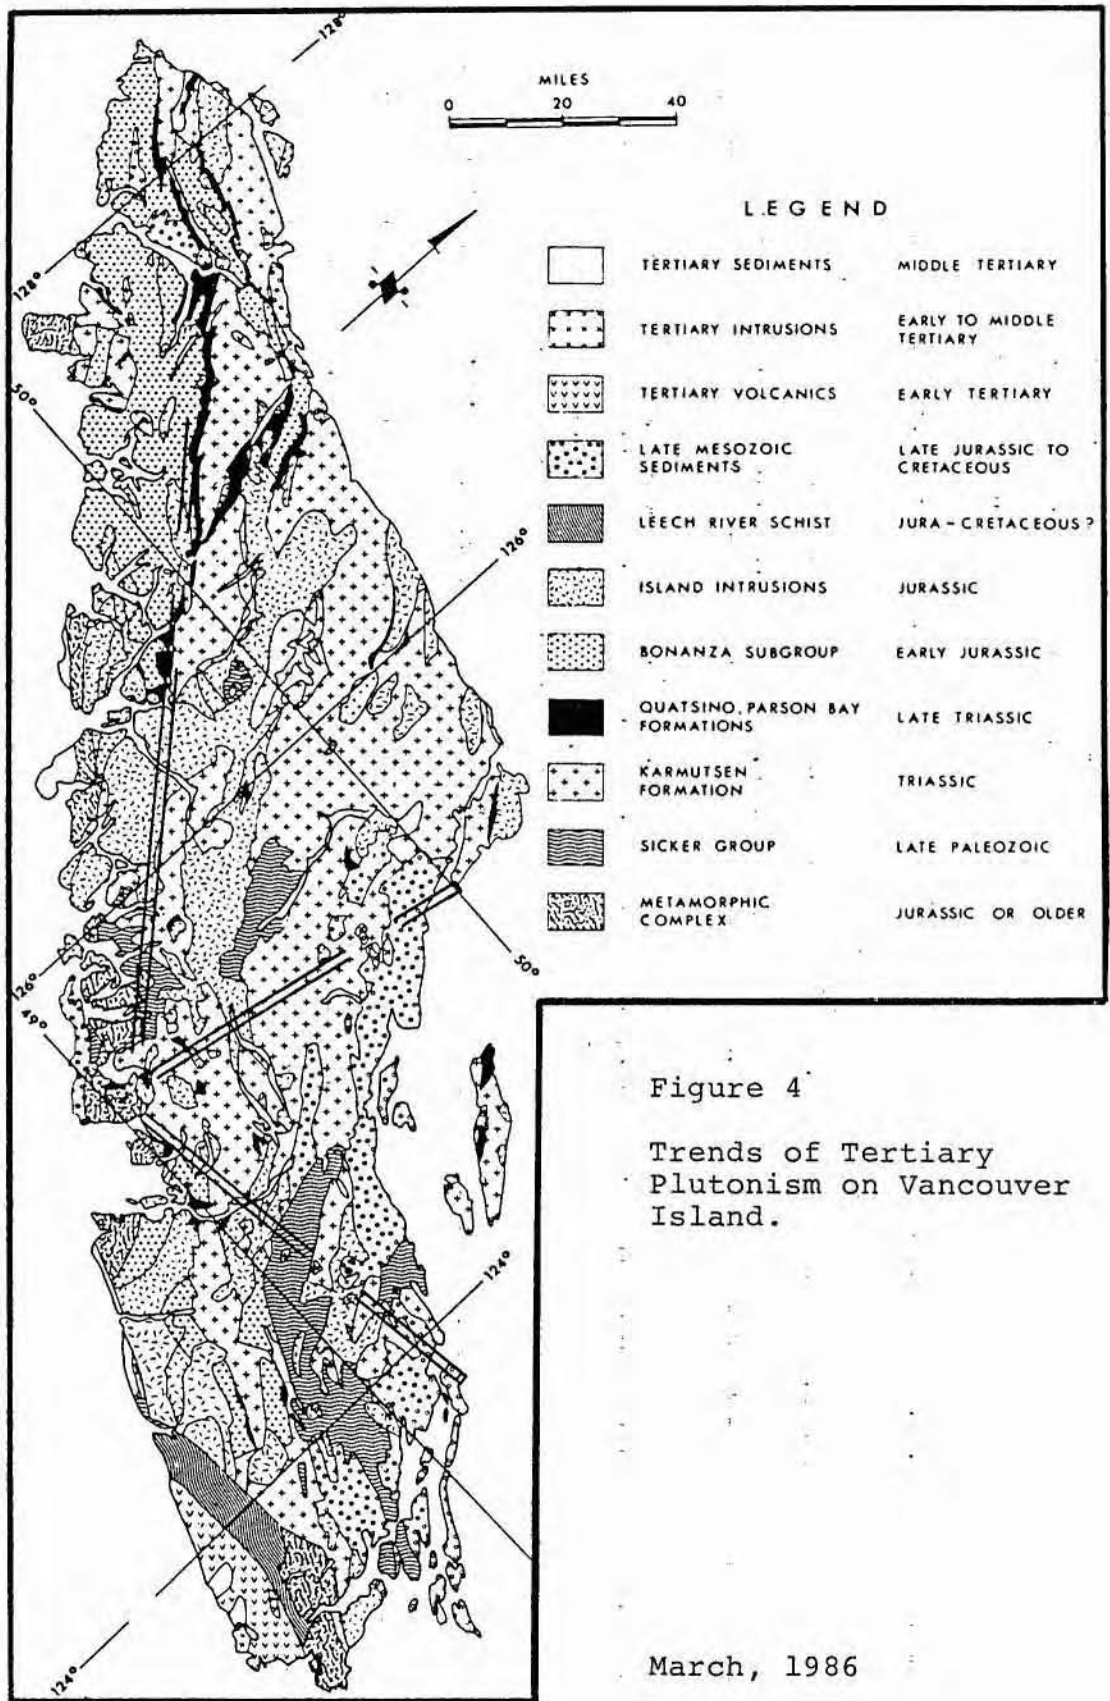 128°
MILES
0 20 40
LEGEND
TERTIARY SEDIMENTS MIDDLE TERTIARY
128°
TERTIARY INTRUSIONS EARLY TO MIDDLE
TERTIARY
50°
TERTIARY VOLCANICS EARLY TERTIARY
LATE MESOZOIC LATE JURASSIC TO
SEDIMENTS CRETACEOUS
LEECH RIVER SCHIST JURA-CRETACEOUS?
126°
ISLAND INTRUSIONS JURASSIC
BONANZA SUBGROUP EARLY JURASSIC
QUATSINO, PARSON BAY
FORMATIONS LATE TRIASSIC
KARMUTSEN
FORMATION TRIASSIC
SICKER GROUP LATE PALEOZOIC
METAMORPHIC
COMPLEX JURASSIC OR OLDER
50°
126°
49°
Figure 4
Trends of Tertiary
Plutonism on Vancouver
Island.
124°
124°
March, 1986